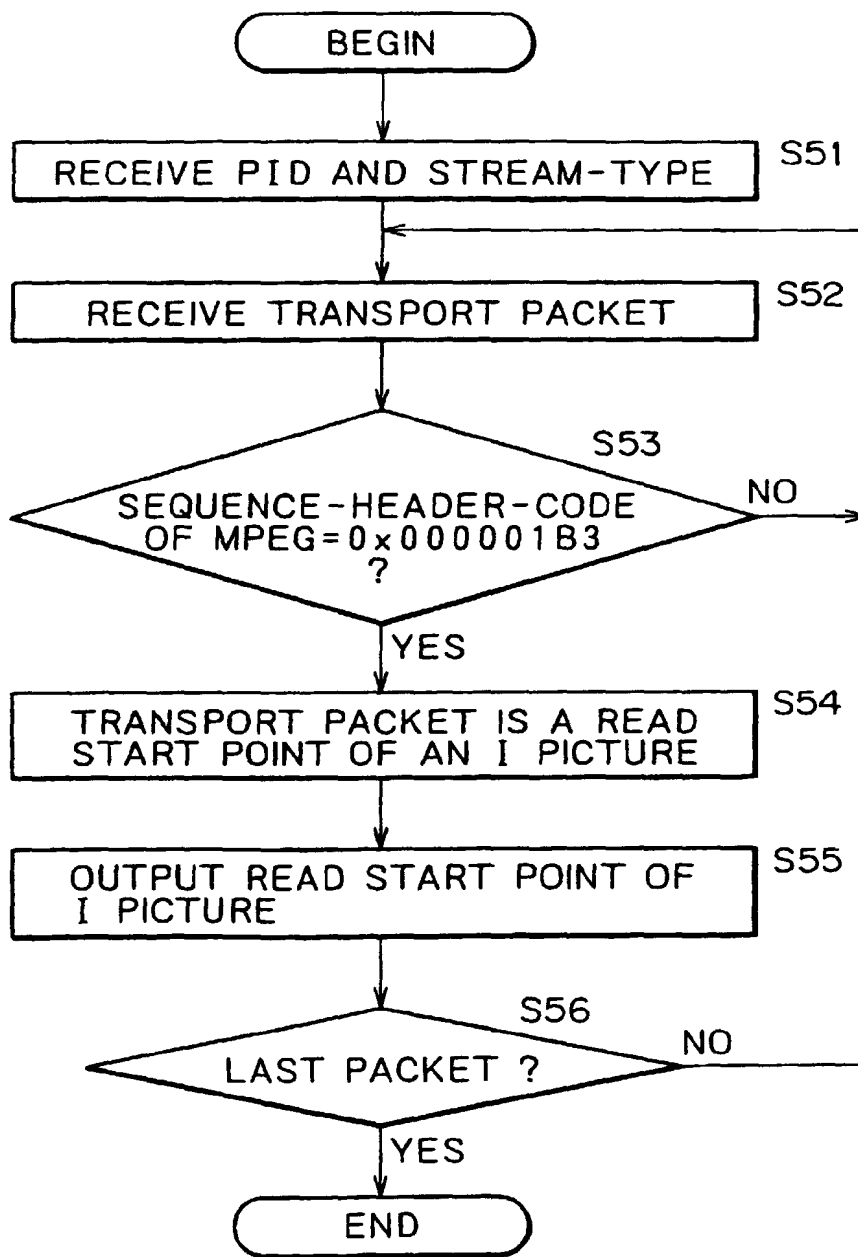 BEGIN
S51
RECEIVE PID AND STREAM-TYPE
S52
RECEIVE TRANSPORT PACKET
S53
SEQUENCE-HEADER-CODE
OF MPEG=0x000001B3
?
NO
YES
S54
TRANSPORT PACKET IS A READ
START POINT OF AN I PICTURE
S55
OUTPUT READ START POINT OF
I PICTURE
S56
LAST PACKET ?
NO
YES
END